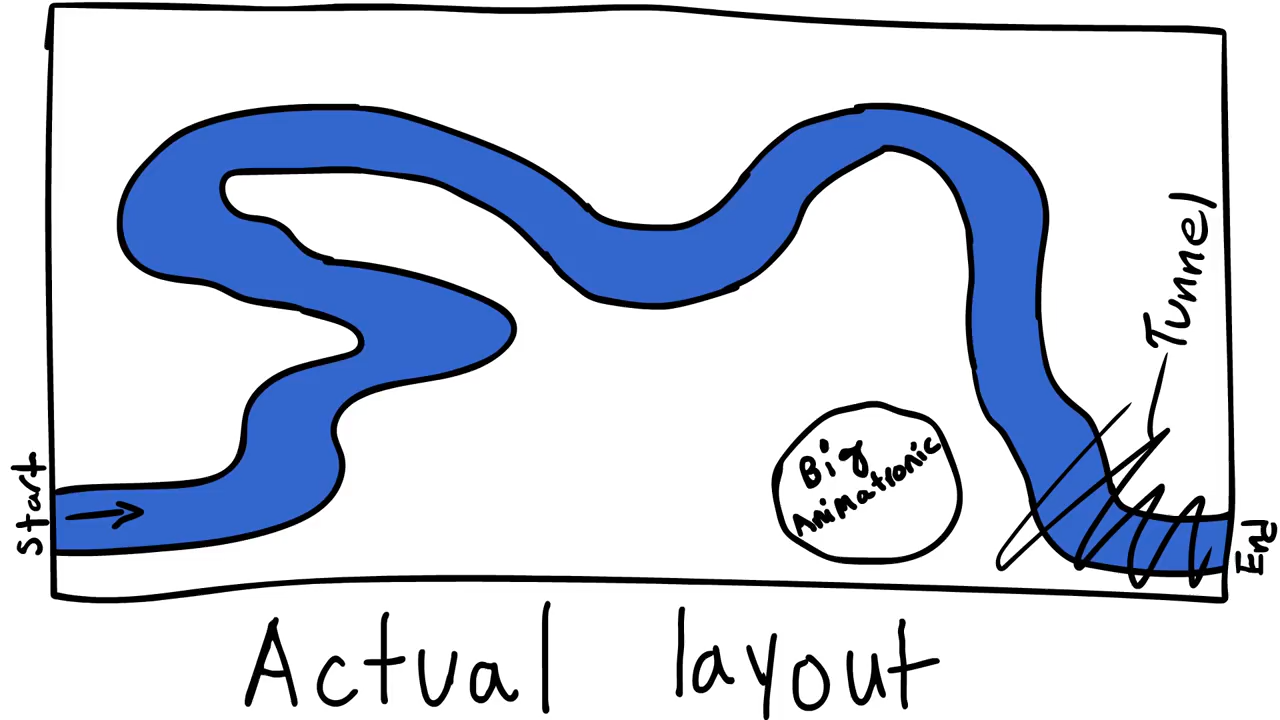 Tunnel
Big
Animatronic
Start
End
Actual layout